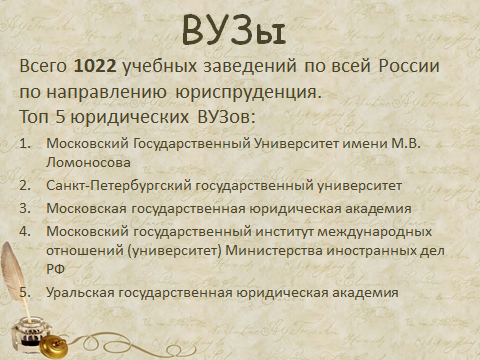 ВУЗы
Всего 1022 учебных заведений по всей России
по направлению юриспруденция.
Топ 5 юридических ВУЗов:
1. Московский Государственный Университет имени М.В.
Ломоносова
2. Санкт-Петербургский государственный университет
3. Московская государственная юридическая академия
4. Московский государственный институт международных
отношений (университет) Министерства иностранных дел
РФ
5. Уральская государственная юридическая академия